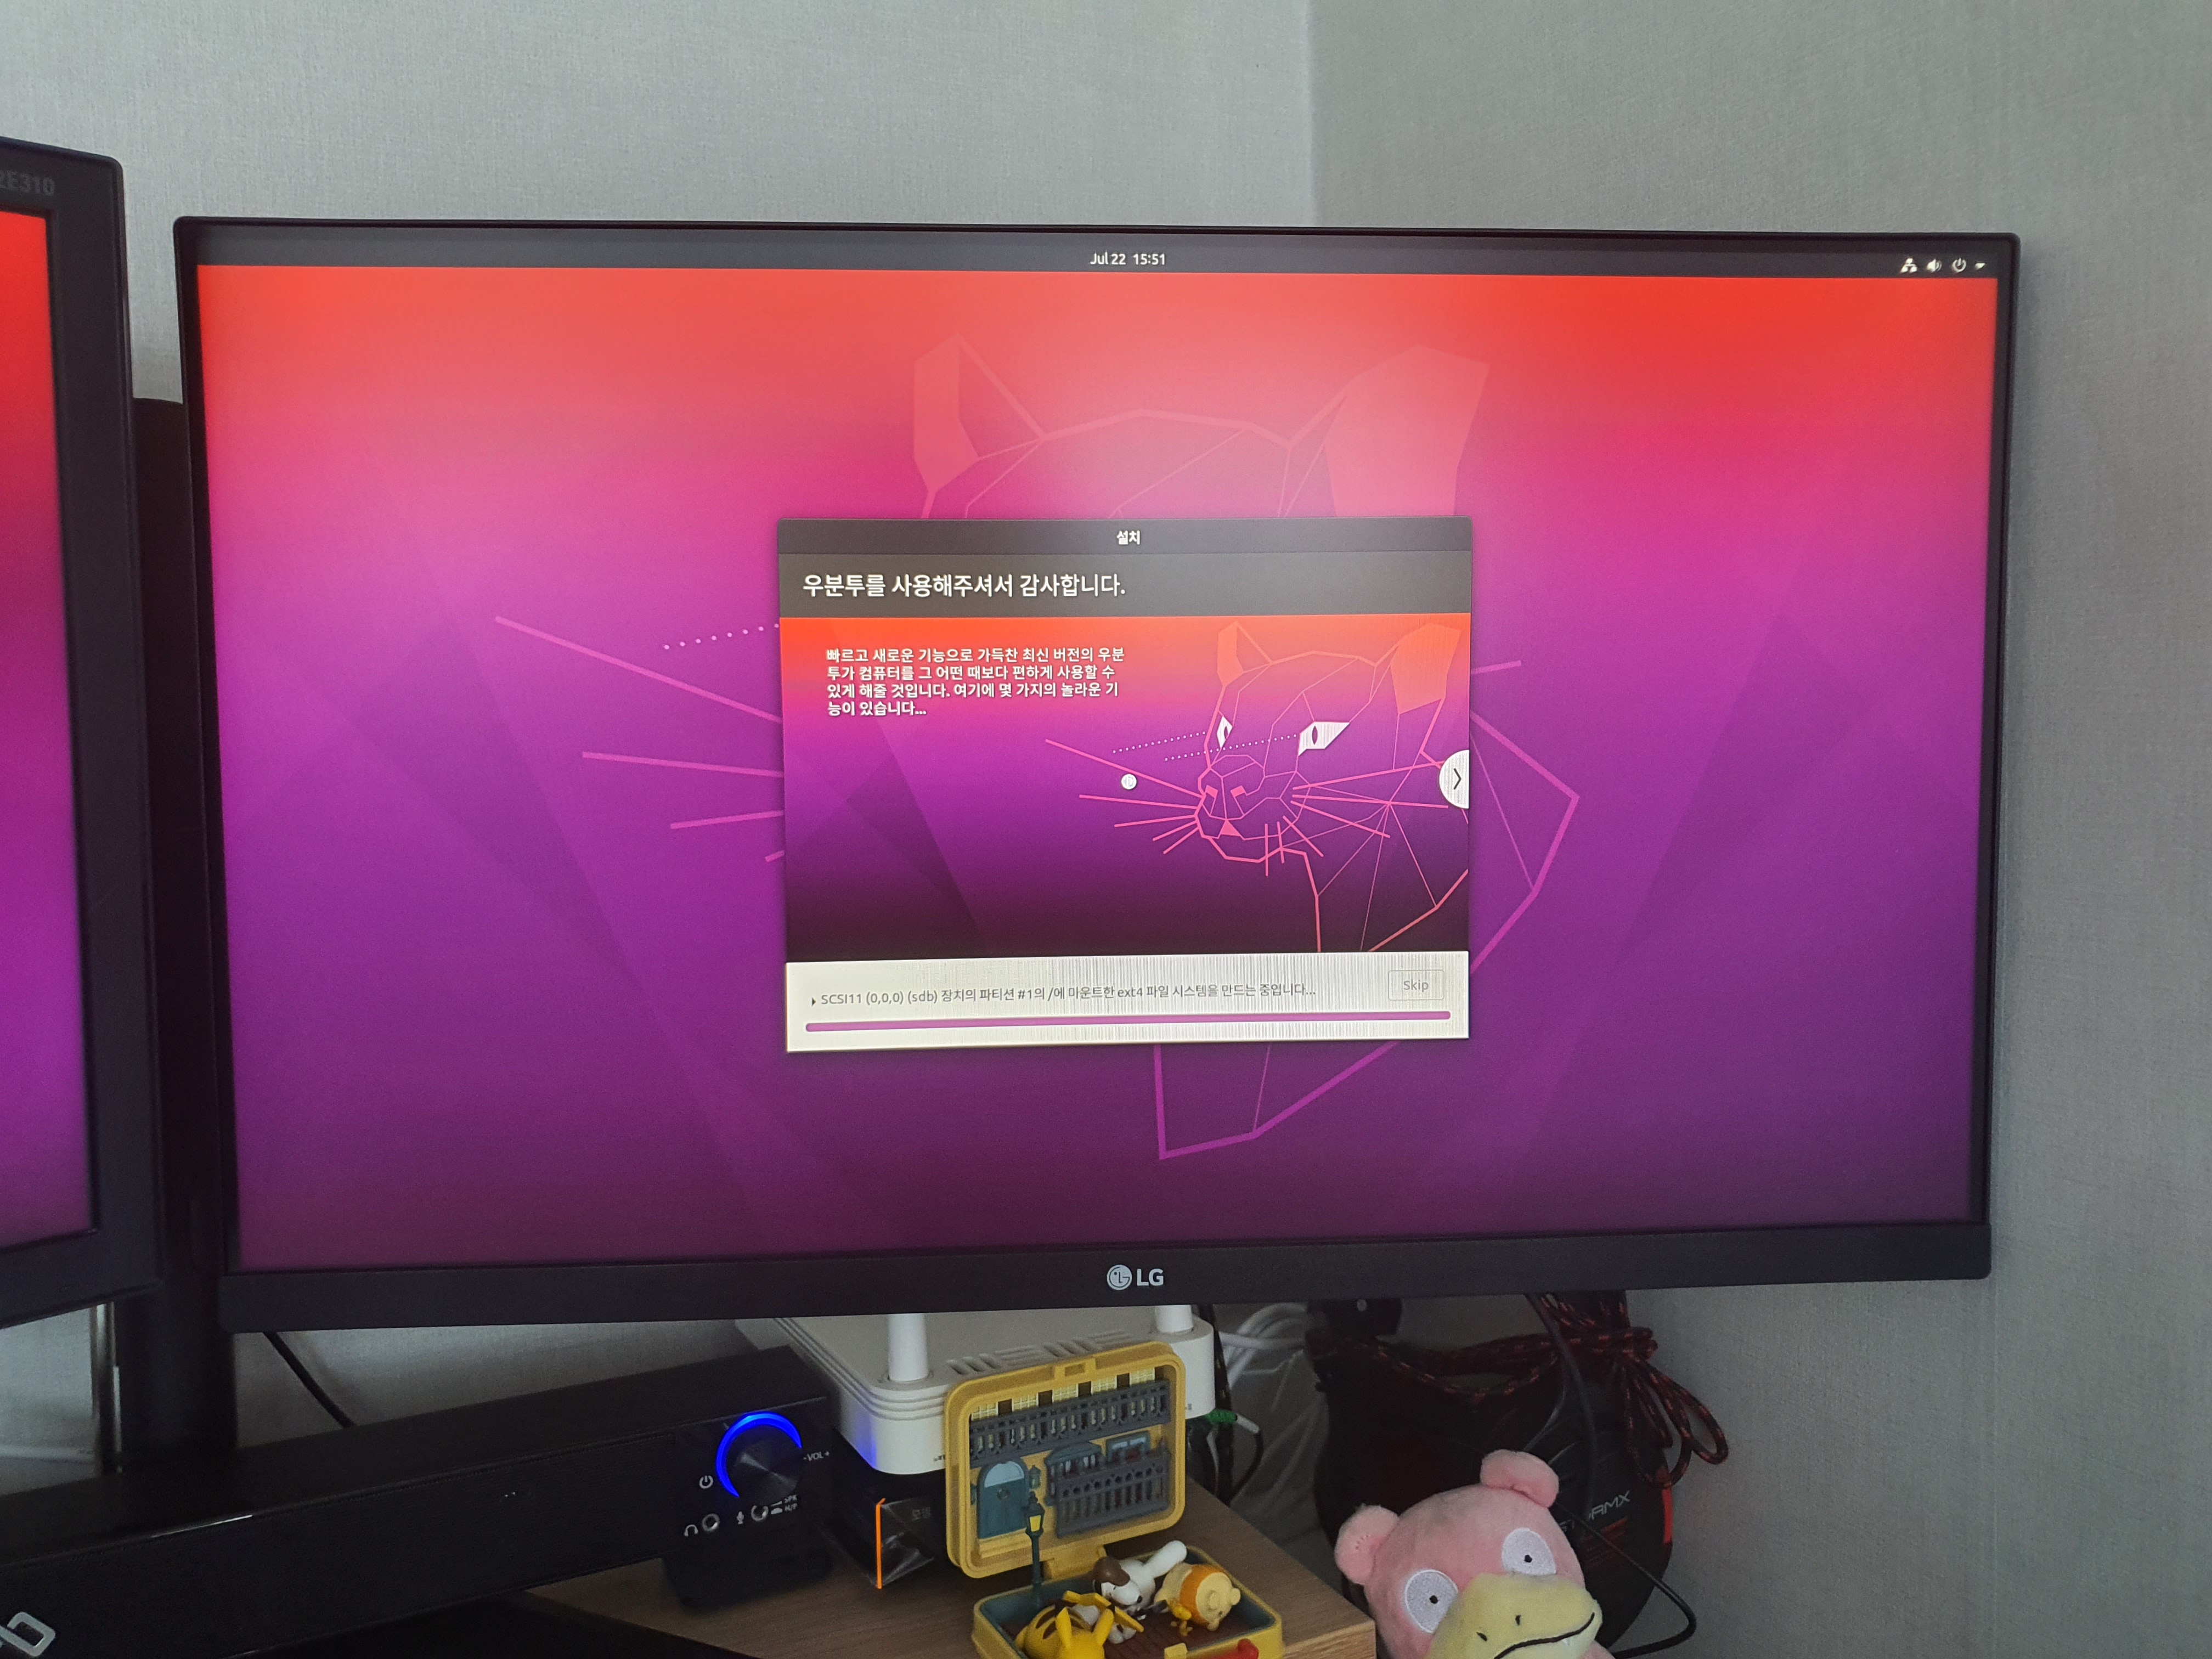 2E310
Jul 22 15:51
설치
우분투를 사용해주셔서 감사합니다.
빠르고 새로운 기능으로 가득찬 최신 버전의 우분
투가 컴퓨터를 그 어떤 때보다 편하게 사용할 수
있게 해줄 것입니다. 여기에 몇 가지의 놀라운 기
능이 있습니다...
▸ SCSI11 (0,0,0) (sdb) 장치의 파티션 #1의 /에 마운트한 ext4 파일 시스템을 만드는 중입니다...
Skip
LG
-VOL+
SPK
H/P